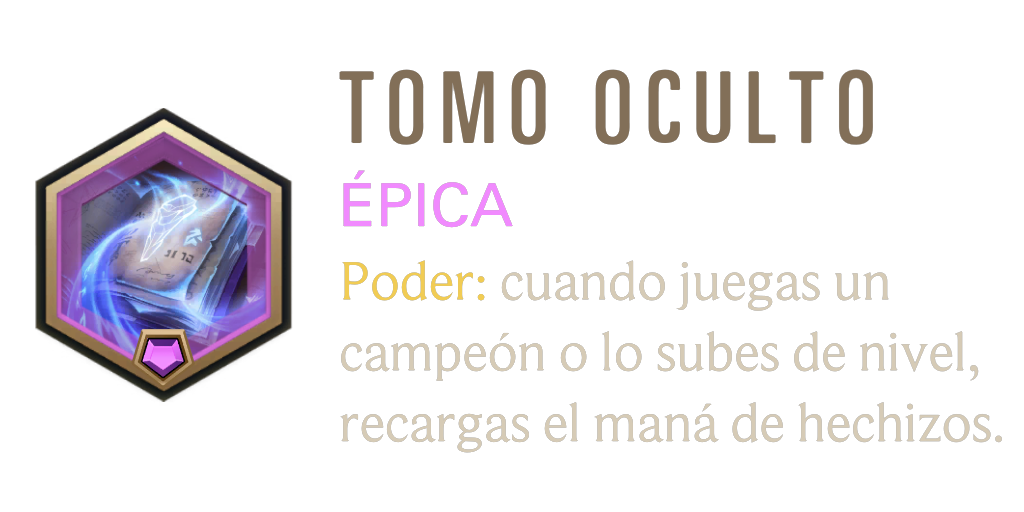 TOMO OCULTO
ÉPICA
Poder: cuando juegas un
campeón o lo subes de nivel,
recargas el maná de hechizos.